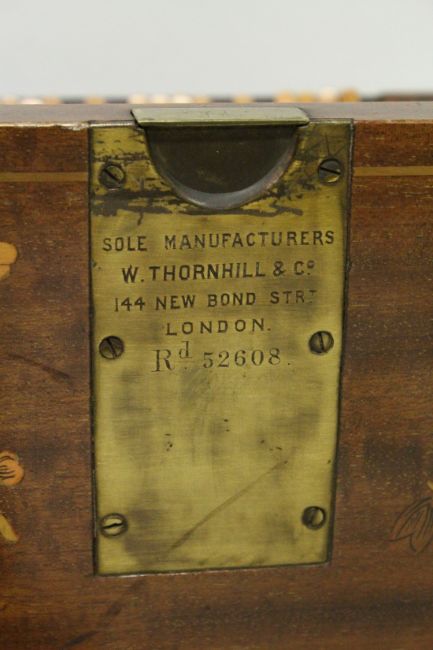 SOLE MANUFACTURERS
W. THORNHILL & Co
144 NEW BOND STRT
LONDON.
Rd. 52608.